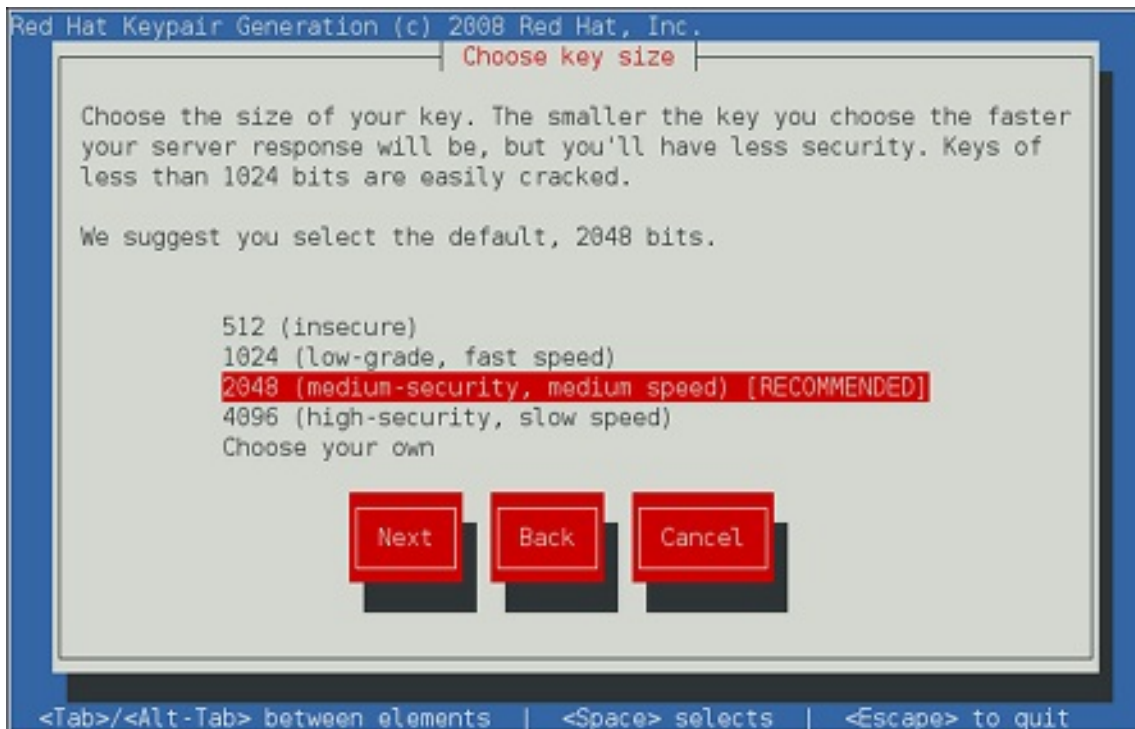 Red Hat Keypair Generation (c) 2008 Red Hat, Inc.
Choose key size
Choose the size of your key. The smaller the key you choose the faster
your server response will be, but you'll have less security. Keys of
less than 1024 bits are easily cracked.
We suggest you select the default, 2048 bits.
512 (insecure)
1024 (low-grade, fast speed)
2048 (medium-security, medium speed) [RECOMMENDED]
4096 (high-security, slow speed)
Choose your own
Next Back Cancel
<Tab>/<Alt-Tab> between elements | <Space> selects | <Escape> to quit